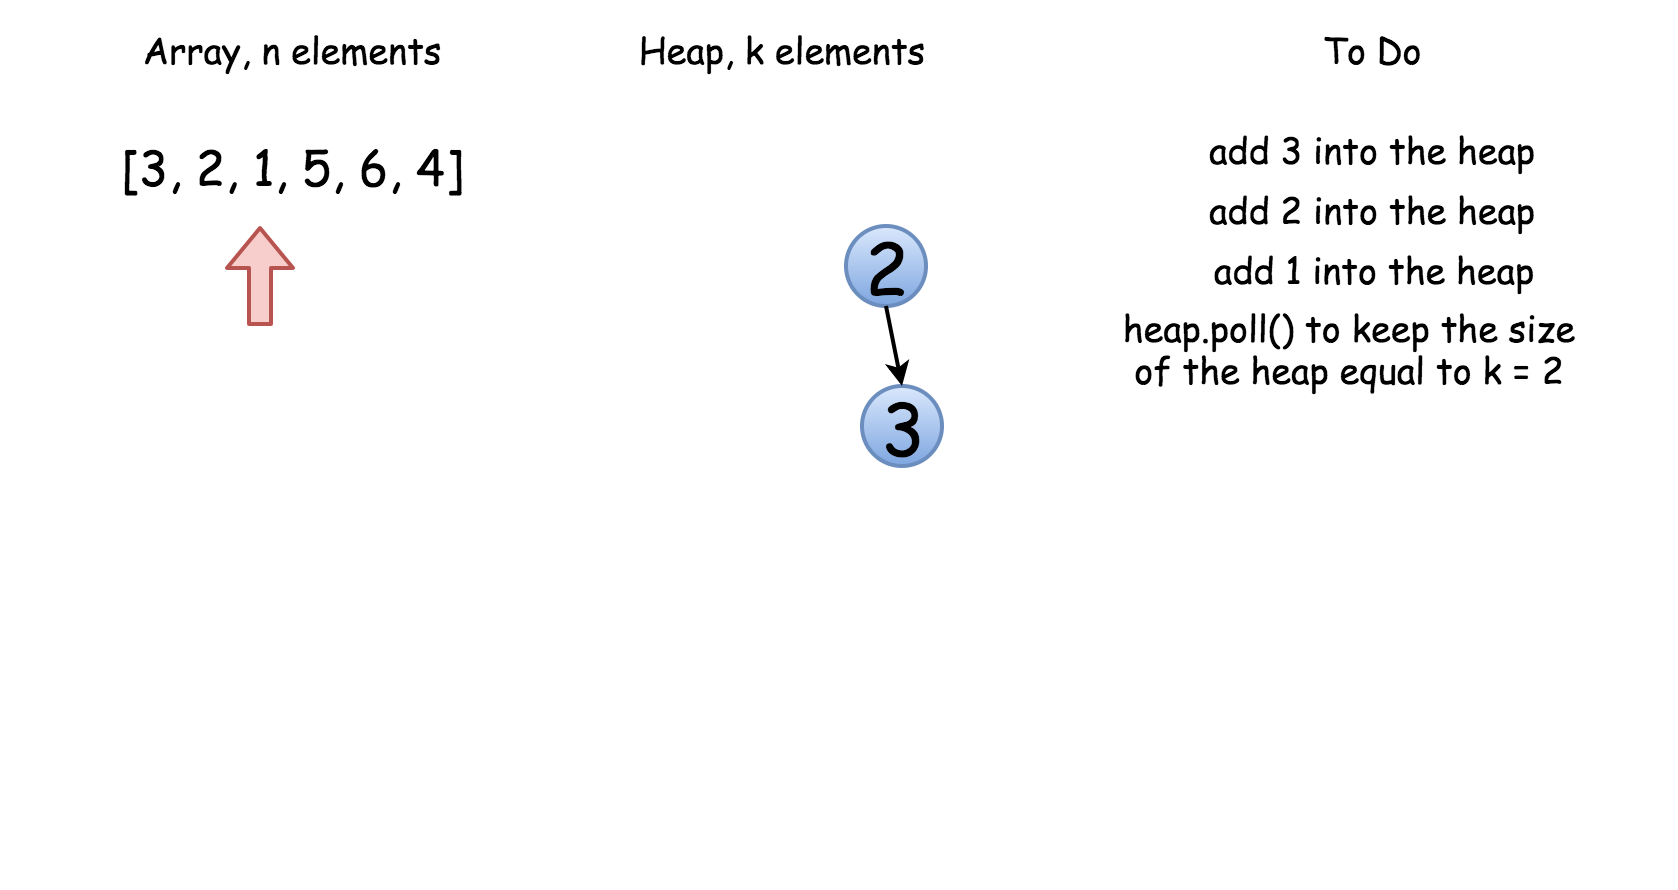 Array, n elements
Heap, k elements
To Do
[3, 2, 1, 5, 6, 4]
2
3
add 3 into the heap
add 2 into the heap
add 1 into the heap
heap.poll() to keep the size
of the heap equal to k = 2